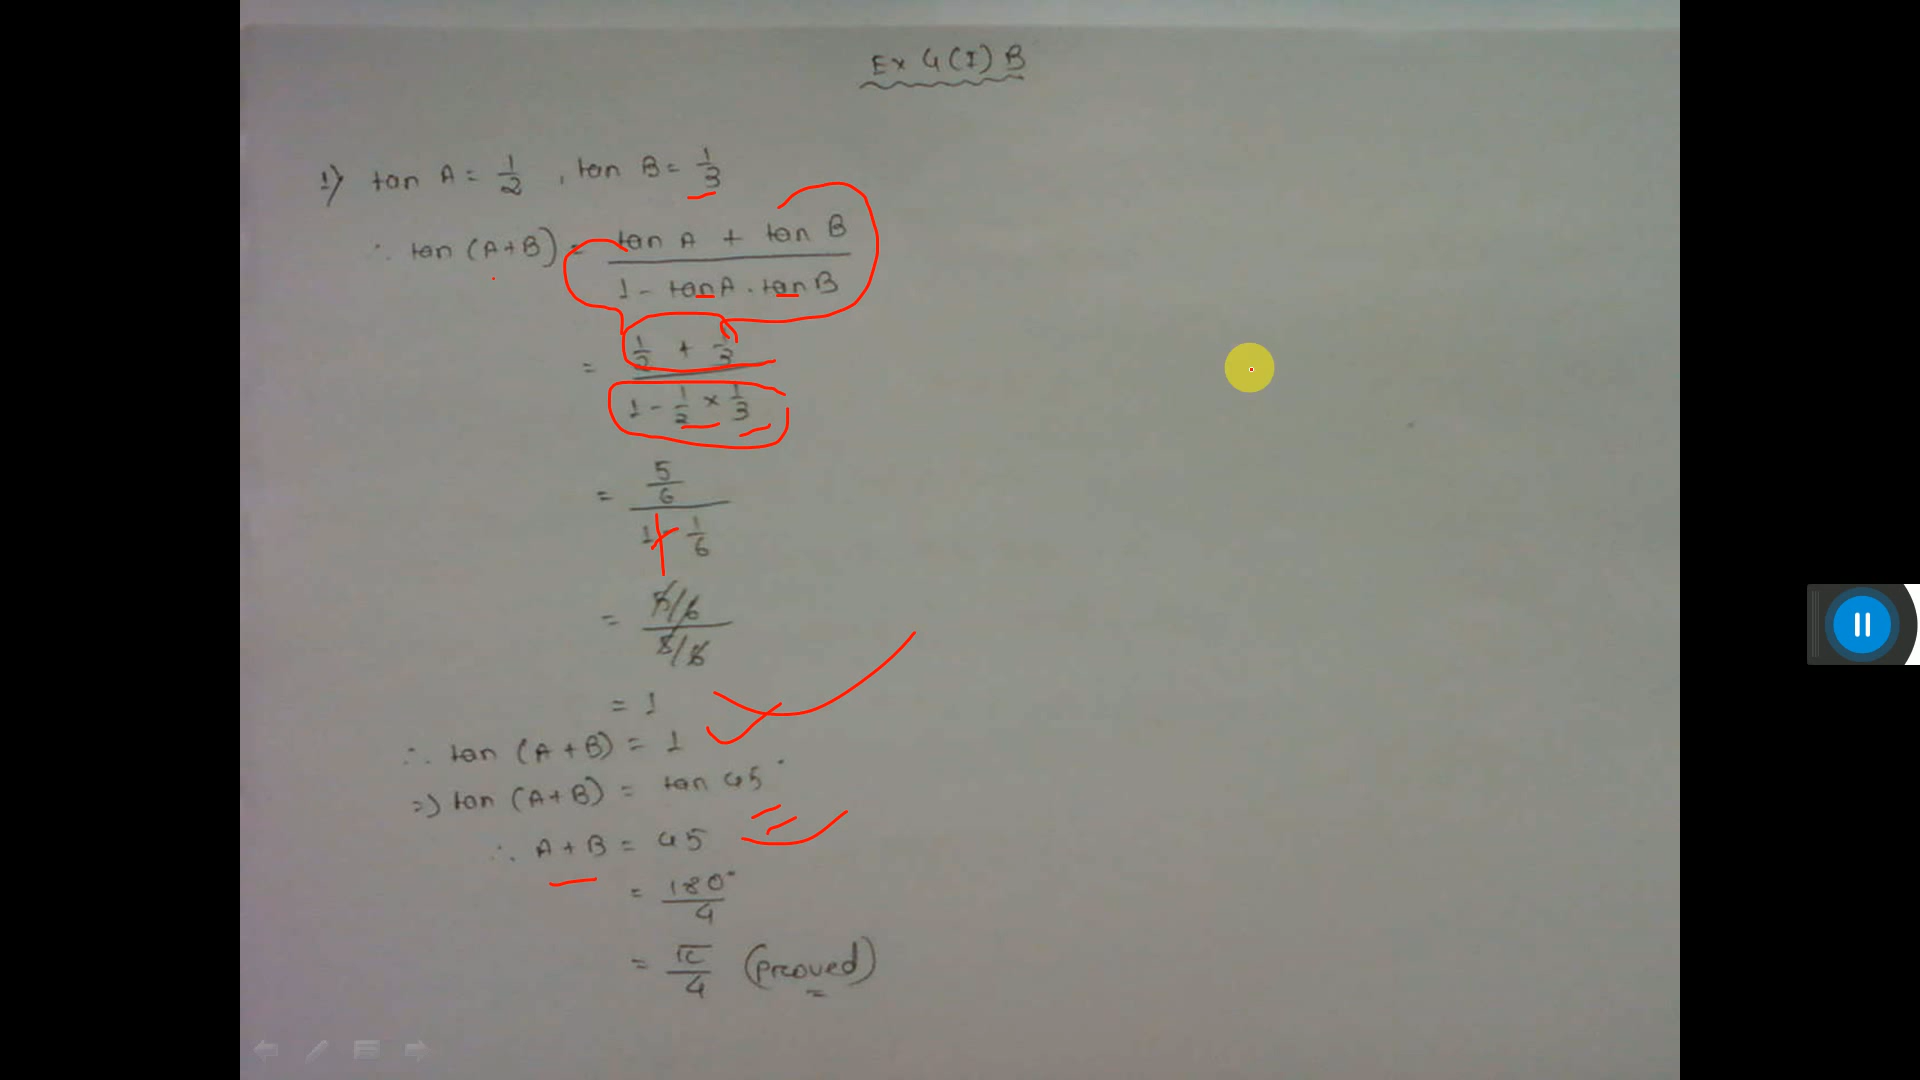 Ex 4(I) B
1) tan A = 1/2 , tan B = 1/3
∴ tan (A+B) = (tan A + tan B) / (1 - tan A . tan B)
= (1/2 + 1/3) / (1 - 1/2 × 1/3)
= (5/6) / (1 - 1/6)
= (5/6) / (5/6)
= 1
∴ tan (A + B) = 1
=> tan (A+B) = tan 45°
∴ A + B = 45
= 180°/4
= π/4 (proved)